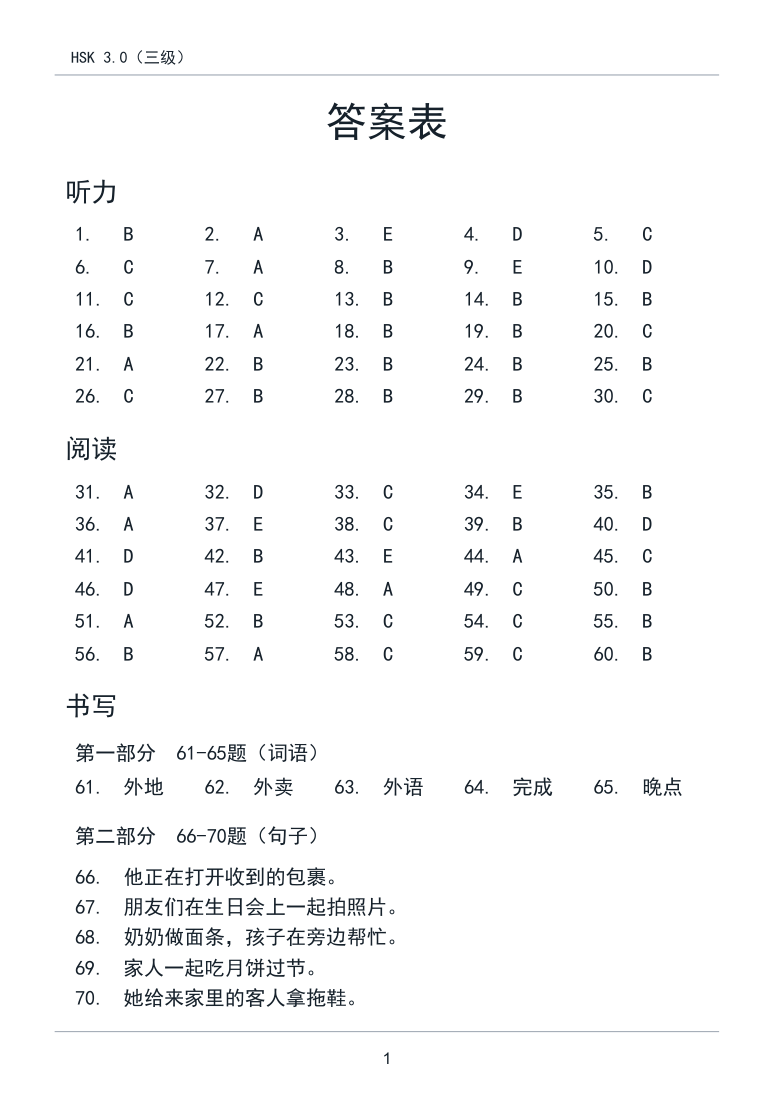 HSK 3.0（三级）
答案表
听力
1. B 2. A 3. E 4. D 5. C
6. C 7. A 8. B 9. E 10. D
11. C 12. C 13. B 14. B 15. B
16. B 17. A 18. B 19. B 20. C
21. A 22. B 23. B 24. B 25. B
26. C 27. B 28. B 29. B 30. C
阅读
31. A 32. D 33. C 34. E 35. B
36. A 37. E 38. C 39. B 40. D
41. D 42. B 43. E 44. A 45. C
46. D 47. E 48. A 49. C 50. B
51. A 52. B 53. C 54. C 55. B
56. B 57. A 58. C 59. C 60. B
书写
第一部分 61-65题（词语）
61. 外地 62. 外卖 63. 外语 64. 完成 65. 晚点
第二部分 66-70题（句子）
66. 他正在打开收到的包裹。
67. 朋友们在生日会上一起拍照片。
68. 奶奶做面条，孩子在旁边帮忙。
69. 家人一起吃月饼过节。
70. 她给来家里的客人拿拖鞋。
1